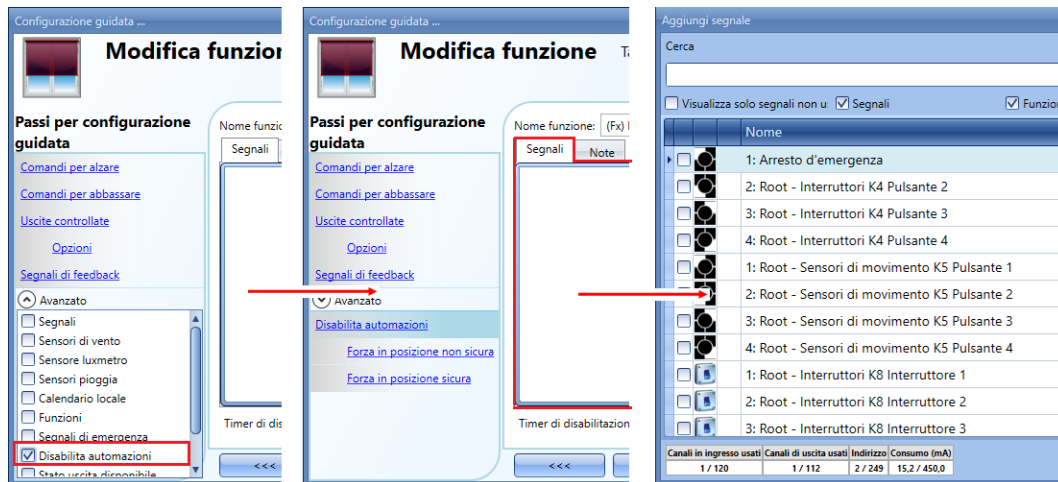 Configurazione guidata ...
Modifica funzion
Passi per configurazione
guidata
Comandi per alzare
Comandi per abbassare
Uscite controllate
Opzioni
Segnali di feedback
Avanzato
Segnali
Sensori di vento
Sensore luxmetro
Sensori pioggia
Calendario locale
Funzioni
Segnali di emergenza
Disabilita automazioni
Stato uscita disponibile
Nome funzio
Segnali
Timer di dis
<<<
Configurazione guidata ...
Modifica funzione Ta
Passi per configurazione
guidata
Comandi per alzare
Comandi per abbassare
Uscite controllate
Opzioni
Segnali di feedback
Avanzato
Disabilita automazioni
Forza in posizione non sicura
Forza in posizione sicura
Nome funzione: (Fx)
Segnali Note
Timer di disabilitazion
<<<
Aggiungi segnale
Cerca
Visualizza solo segnali non u Segnali Funzio
Nome
1: Arresto d'emergenza
2: Root - Interruttori K4 Pulsante 2
3: Root - Interruttori K4 Pulsante 3
4: Root - Interruttori K4 Pulsante 4
1: Root - Sensori di movimento K5 Pulsante 1
2: Root - Sensori di movimento K5 Pulsante 2
3: Root - Sensori di movimento K5 Pulsante 3
4: Root - Sensori di movimento K5 Pulsante 4
1: Root - Interruttori K8 Interruttore 1
2: Root - Interruttori K8 Interruttore 2
3: Root - Interruttori K8 Interruttore 3
Canali in ingresso usati Canali di uscita usati Indirizzo Consumo (mA)
1 / 120 1 / 112 2 / 249 15,2 / 450,0